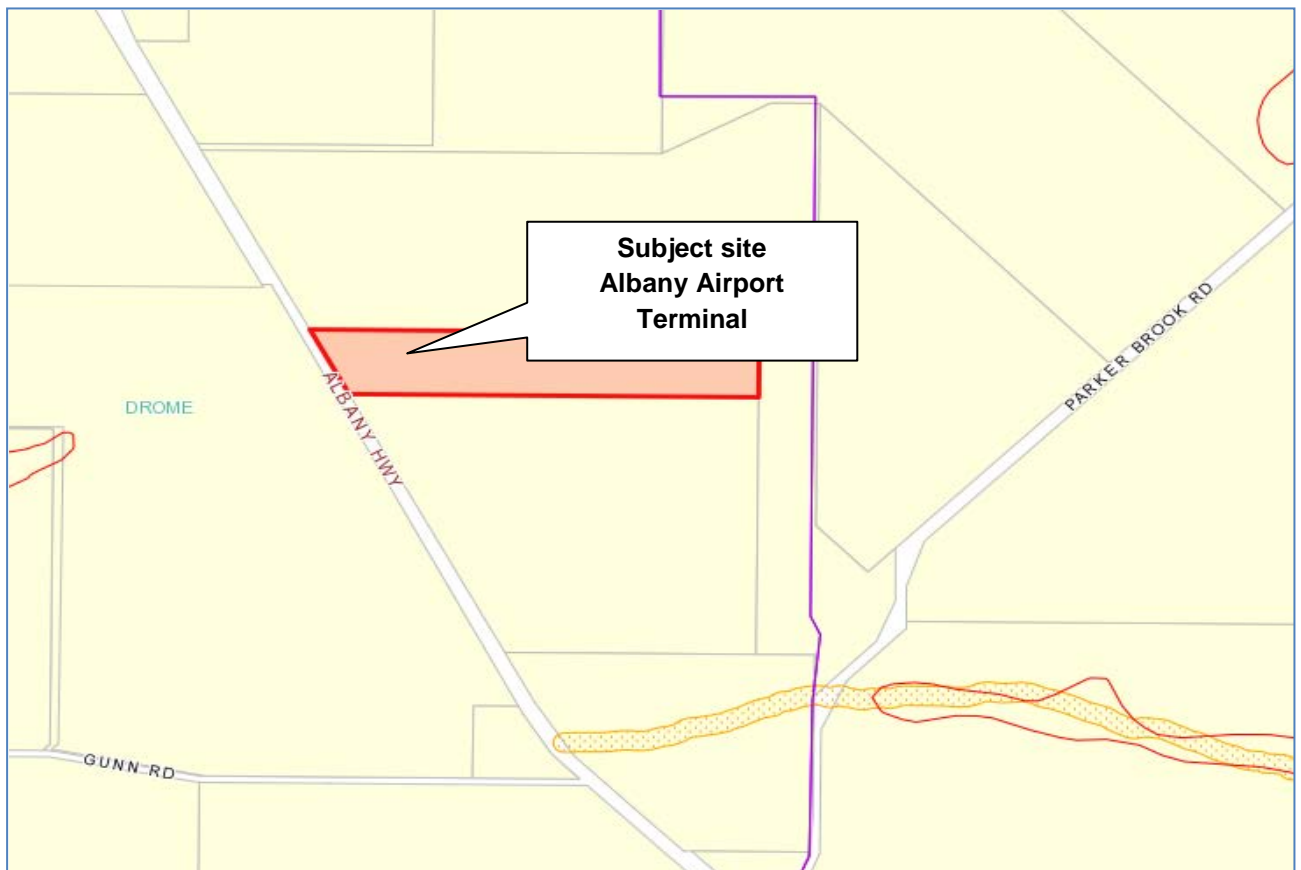 Subject site
Albany Airport
Terminal
PARKER BROOK RD
DROME
ALBANY HWY
GUNN RD